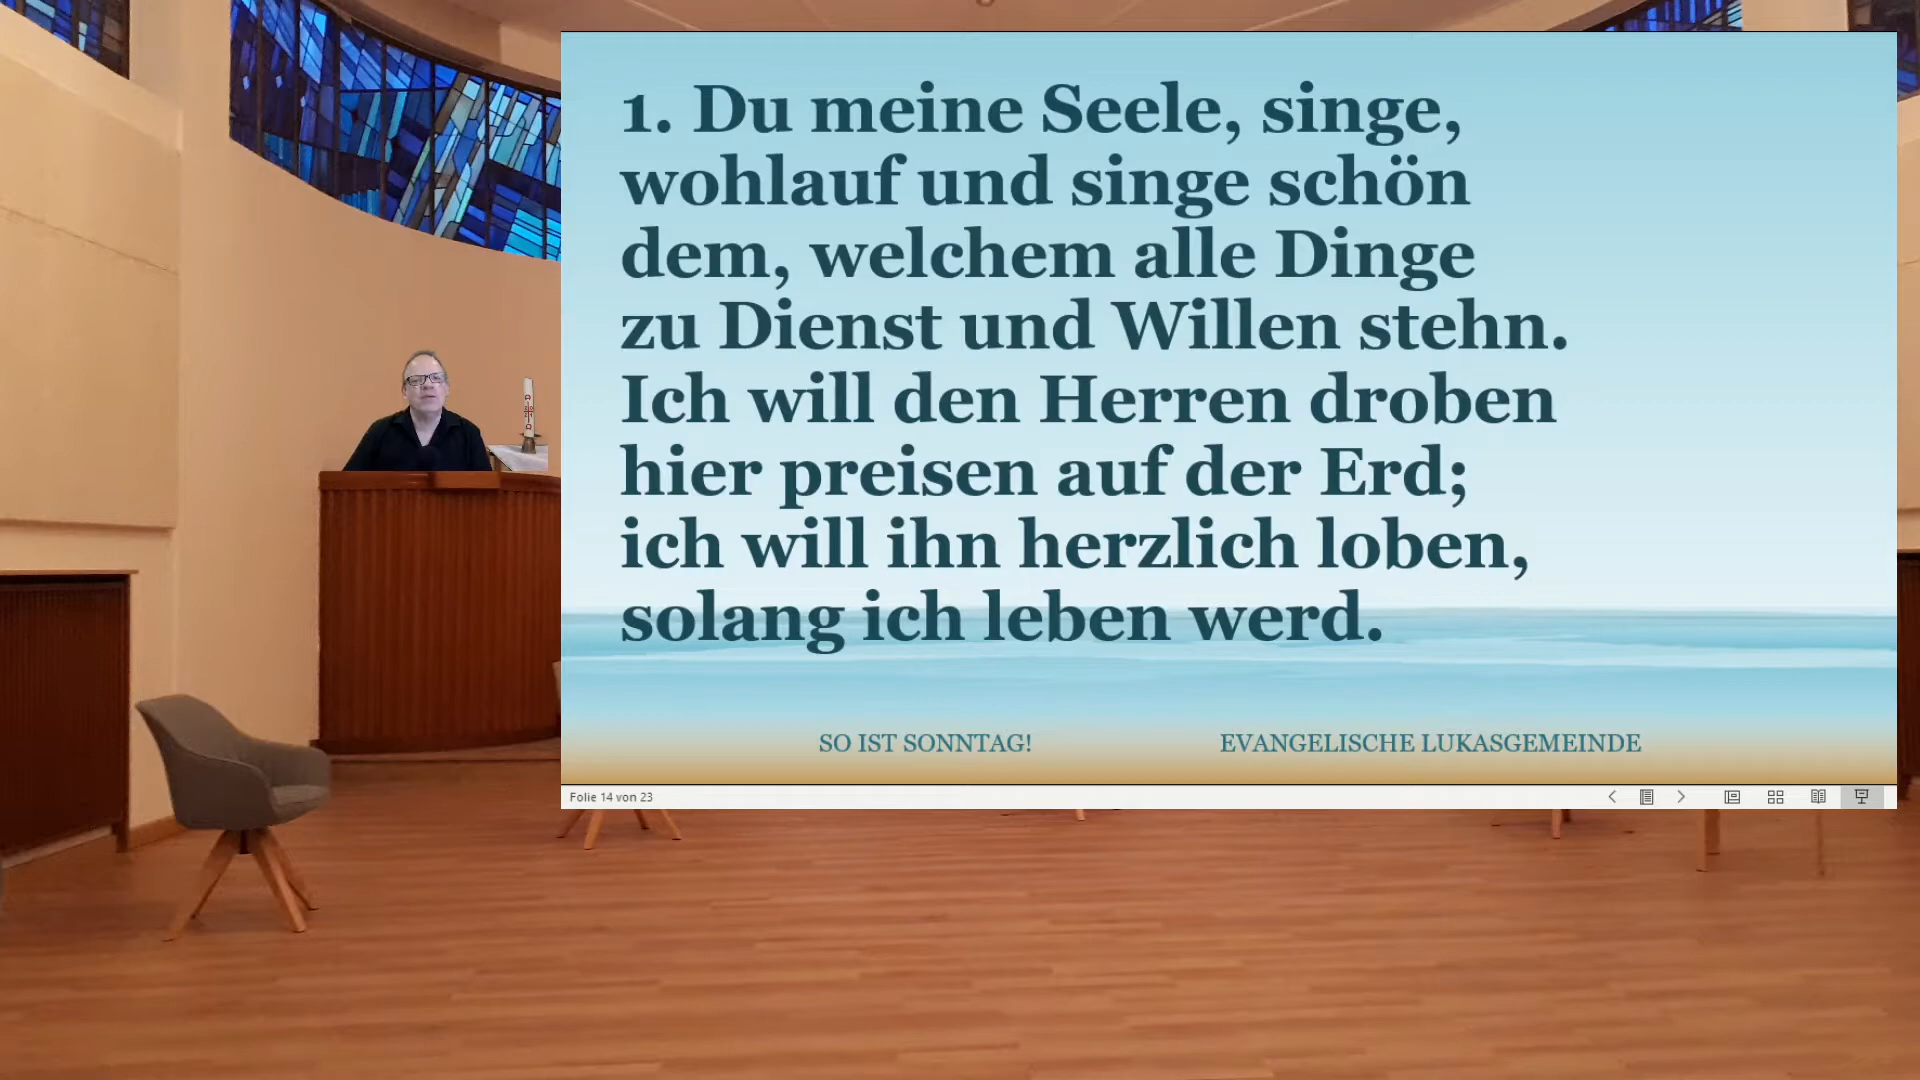 1. Du meine Seele, singe,
wohlauf und singe schön
dem, welchem alle Dinge
zu Dienst und Willen stehn.
Ich will den Herren droben
hier preisen auf der Erd;
ich will ihn herzlich loben,
solang ich leben werd.
SO IST SONNTAG!
EVANGELISCHE LUKASGEMEINDE
Folie 14 von 23